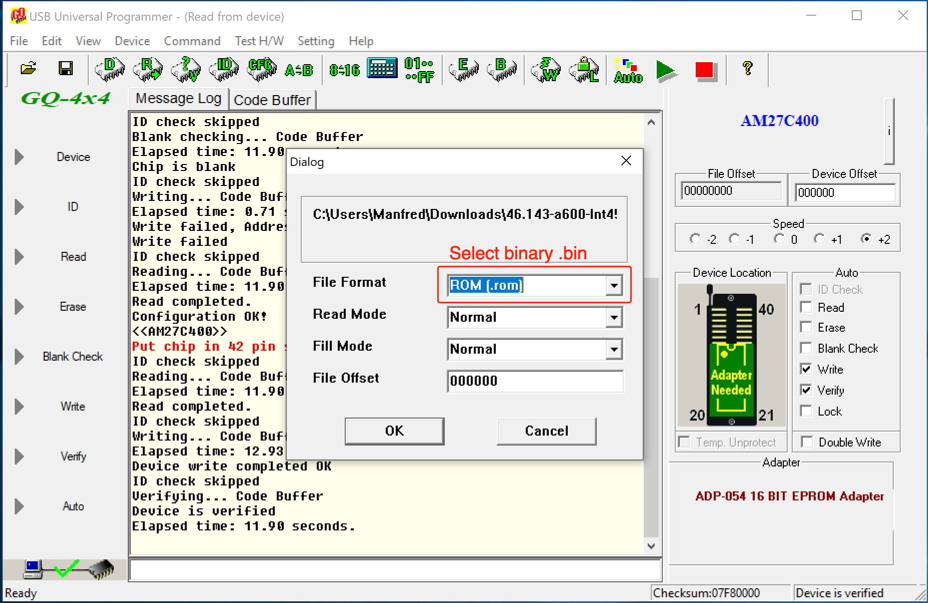 USB Universal Programmer - (Read from device)
File Edit View Device Command Test H/W Setting Help
D R ? V ID CFG A=B 8→16 01·· ··FF E B W L Auto ?
GQ-4x4
Message Log Code Buffer
Device
ID
Read
Erase
Blank Check
Write
Verify
Auto
ID check skipped
Blank checking... Code Buffer
Elapsed time: 11.90
Chip is blank
ID check skipped
Writing... Code Buf
Elapsed time: 0.71 s
Write failed, Addre
Write failed
ID check skipped
Reading... Code Buf
Elapsed time: 11.90
Read completed.
Configuration OK!
<<AM27C400>>
Put chip in 42 pin s
ID check skipped
Reading... Code Buf
Elapsed time: 11.90
Read completed.
ID check skipped
Writing... Code Buf
Elapsed time: 12.93
Device write completed OK
ID check skipped
Verifying... Code Buffer
Device is verified
Elapsed time: 11.90 seconds.
Dialog
C:\Users\Manfred\Downloads\46.143-a600-Int4!
Select binary .bin
File Format ROM (.rom)
Read Mode Normal
Fill Mode Normal
File Offset 000000
OK Cancel
AM27C400
i
File Offset Device Offset
00000000 000000
Speed
-2 -1 0 +1 +2
Device Location
1 40
Adapter
Needed
20 21
Temp. Unprotect
Auto
ID Check
Read
Erase
Blank Check
Write
Verify
Lock
Double Write
Adapter
ADP-054 16 BIT EPROM Adapter
Ready Checksum:07F80000 Device is verified